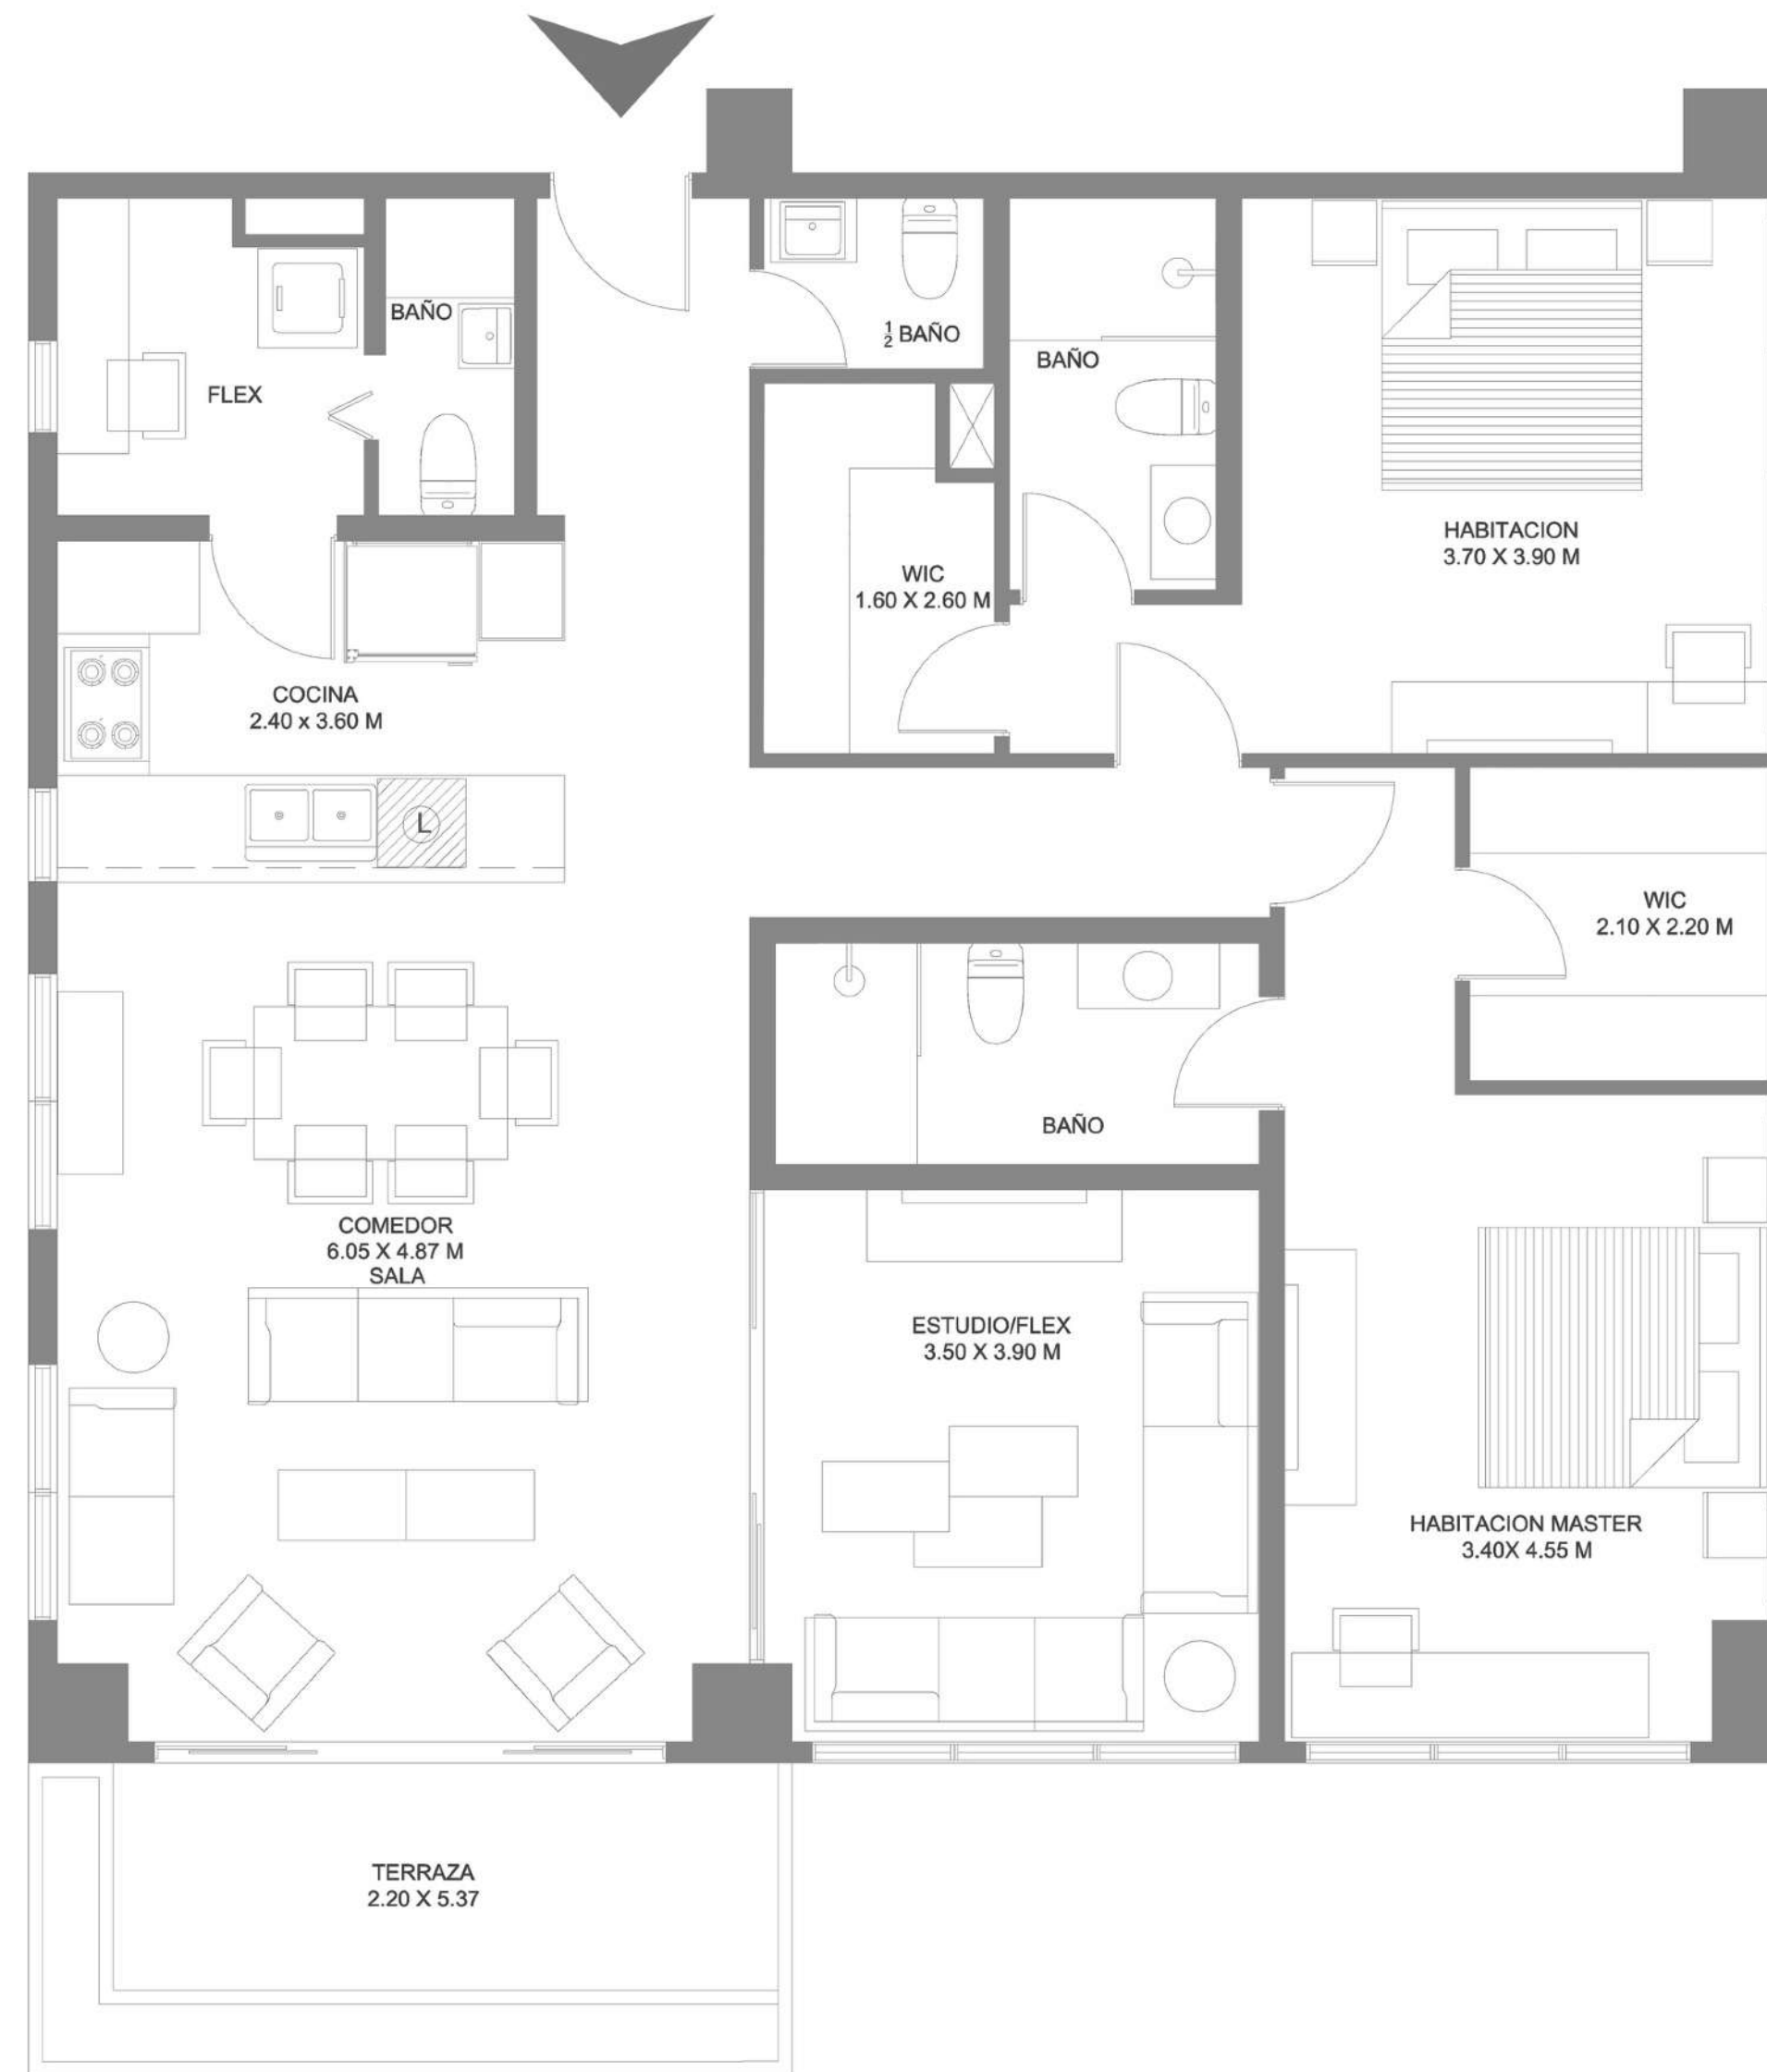 BAÑO
½ BAÑO
BAÑO
FLEX
HABITACION
3.70 X 3.90 M
WIC
1.60 X 2.60 M
COCINA
2.40 x 3.60 M
L
WIC
2.10 X 2.20 M
BAÑO
COMEDOR
6.05 X 4.87 M
SALA
ESTUDIO/FLEX
3.50 X 3.90 M
HABITACION MASTER
3.40X 4.55 M
TERRAZA
2.20 X 5.37